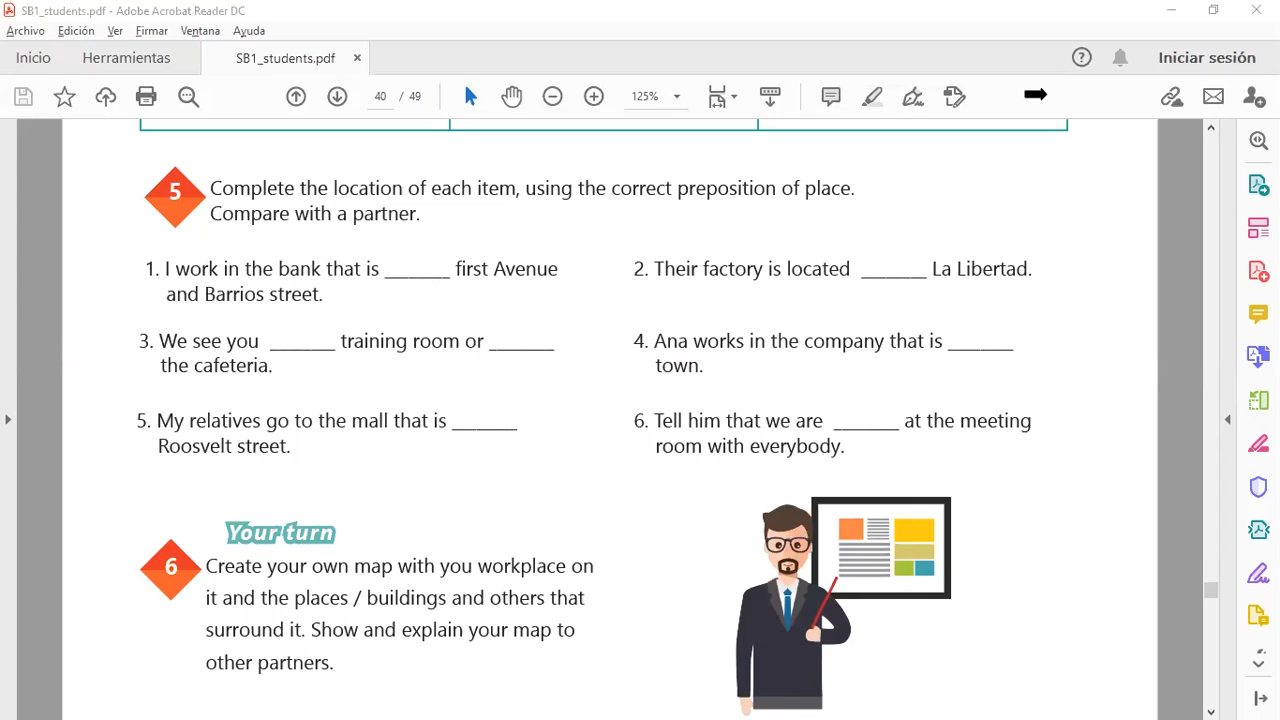 SB1_students.pdf - Adobe Acrobat Reader DC
Archivo Edición Ver Firmar Ventana Ayuda
Inicio Herramientas SB1_students.pdf × Iniciar sesión
40 / 49 125%
5 Complete the location of each item, using the correct preposition of place.
Compare with a partner.
1. I work in the bank that is _______ first Avenue
and Barrios street.
2. Their factory is located _______ La Libertad.
3. We see you _______ training room or _______
the cafeteria.
4. Ana works in the company that is _______
town.
5. My relatives go to the mall that is _______
Roosvelt street.
6. Tell him that we are _______ at the meeting
room with everybody.
Your turn
6 Create your own map with you workplace on
it and the places / buildings and others that
surround it. Show and explain your map to
other partners.